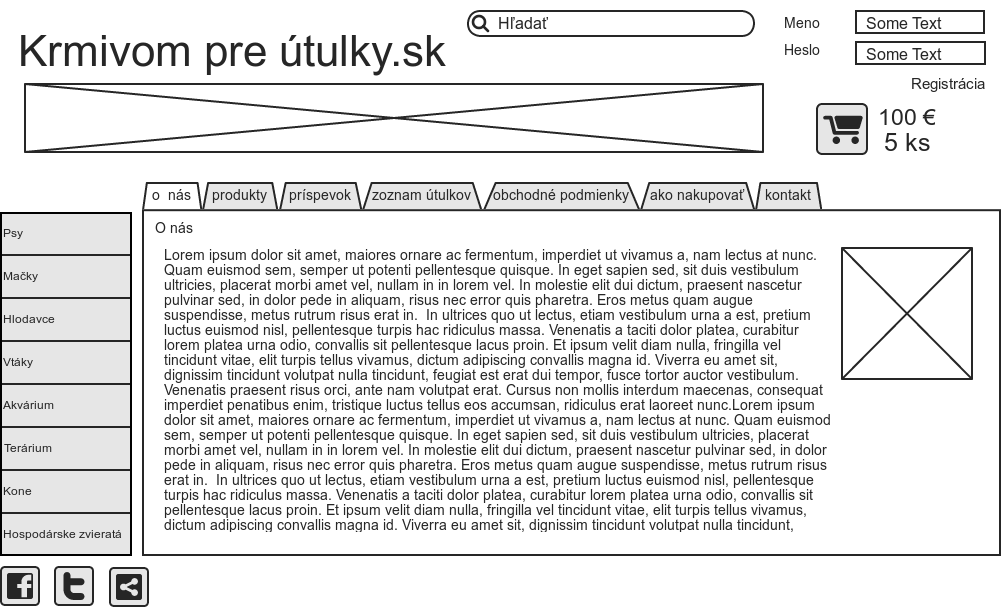 Krmivom pre útulky.sk
Hľadať
Meno
Some Text
Heslo
Some Text
Registrácia
100 €
5 ks
o nás
produkty
príspevok
zoznam útulkov
obchodné podmienky
ako nakupovať
kontakt
Psy
Mačky
Hlodavce
Vtáky
Akvárium
Terárium
Kone
Hospodárske zvieratá
O nás
Lorem ipsum dolor sit amet, maiores ornare ac fermentum, imperdiet ut vivamus a, nam lectus at nunc.
Quam euismod sem, semper ut potenti pellentesque quisque. In eget sapien sed, sit duis vestibulum
ultricies, placerat morbi amet vel, nullam in in lorem vel. In molestie elit dui dictum, praesent nascetur
pulvinar sed, in dolor pede in aliquam, risus nec error quis pharetra. Eros metus quam augue
suspendisse, metus rutrum risus erat in.  In ultrices quo ut lectus, etiam vestibulum urna a est, pretium
luctus euismod nisl, pellentesque turpis hac ridiculus massa. Venenatis a taciti dolor platea, curabitur
lorem platea urna odio, convallis sit pellentesque lacus proin. Et ipsum velit diam nulla, fringilla vel
tincidunt vitae, elit turpis tellus vivamus, dictum adipiscing convallis magna id. Viverra eu amet sit,
dignissim tincidunt volutpat nulla tincidunt, feugiat est erat dui tempor, fusce tortor auctor vestibulum.
Venenatis praesent risus orci, ante nam volutpat erat. Cursus non mollis interdum maecenas, consequat
imperdiet penatibus enim, tristique luctus tellus eos accumsan, ridiculus erat laoreet nunc.Lorem ipsum
dolor sit amet, maiores ornare ac fermentum, imperdiet ut vivamus a, nam lectus at nunc. Quam euismod
sem, semper ut potenti pellentesque quisque. In eget sapien sed, sit duis vestibulum ultricies, placerat
morbi amet vel, nullam in in lorem vel. In molestie elit dui dictum, praesent nascetur pulvinar sed, in dolor
pede in aliquam, risus nec error quis pharetra. Eros metus quam augue suspendisse, metus rutrum risus
erat in.  In ultrices quo ut lectus, etiam vestibulum urna a est, pretium luctus euismod nisl, pellentesque
turpis hac ridiculus massa. Venenatis a taciti dolor platea, curabitur lorem platea urna odio, convallis sit
pellentesque lacus proin. Et ipsum velit diam nulla, fringilla vel tincidunt vitae, elit turpis tellus vivamus,
dictum adipiscing convallis magna id. Viverra eu amet sit, dignissim tincidunt volutpat nulla tincidunt,